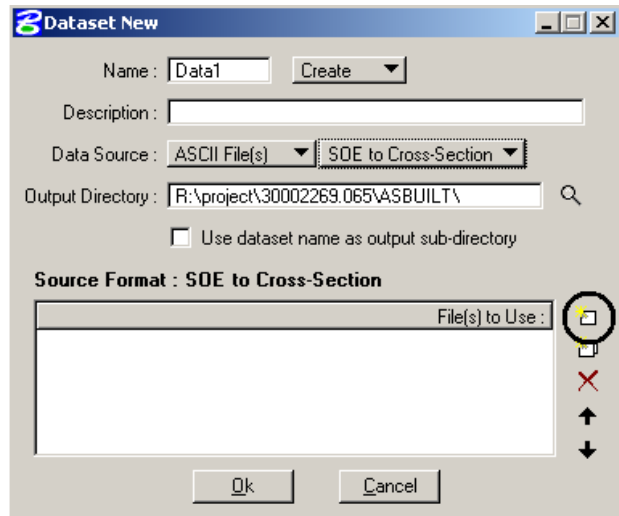 Dataset New
Name : Data1 Create
Description :
Data Source : ASCII File(s) SOE to Cross-Section
Output Directory : R:\project\30002269.065\ASBUILT\
Use dataset name as output sub-directory
Source Format : SOE to Cross-Section
File(s) to Use :
Ok Cancel